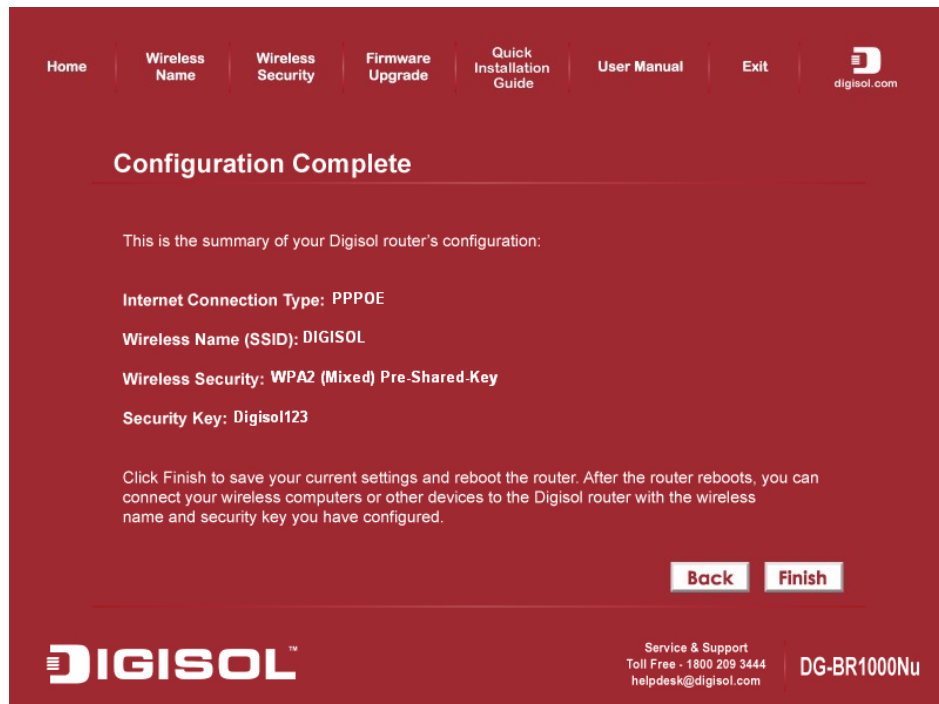 Home
Wireless
Name
Wireless
Security
Firmware
Upgrade
Quick
Installation
Guide
User Manual
Exit
digisol.com
Configuration Complete
This is the summary of your Digisol router's configuration:
Internet Connection Type: PPPOE
Wireless Name (SSID): DIGISOL
Wireless Security: WPA2 (Mixed) Pre-Shared-Key
Security Key: Digisol123
Click Finish to save your current settings and reboot the router. After the router reboots, you can
connect your wireless computers or other devices to the Digisol router with the wireless
name and security key you have configured.
Back
Finish
DIGISOL™
Service & Support
Toll Free - 1800 209 3444
helpdesk@digisol.com
DG-BR1000Nu